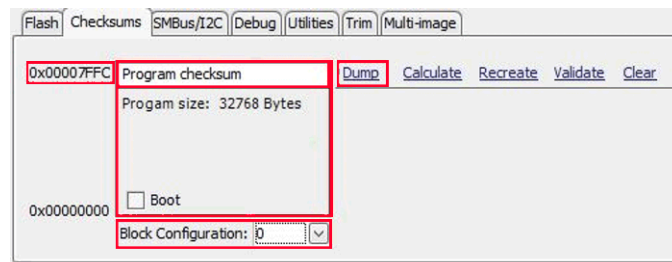 Flash Checksums SMBus/I2C Debug Utilities Trim Multi-image
0x00007FFC Program checksum Dump Calculate Recreate Validate Clear
Progam size: 32768 Bytes
Boot
0x00000000
Block Configuration: 0